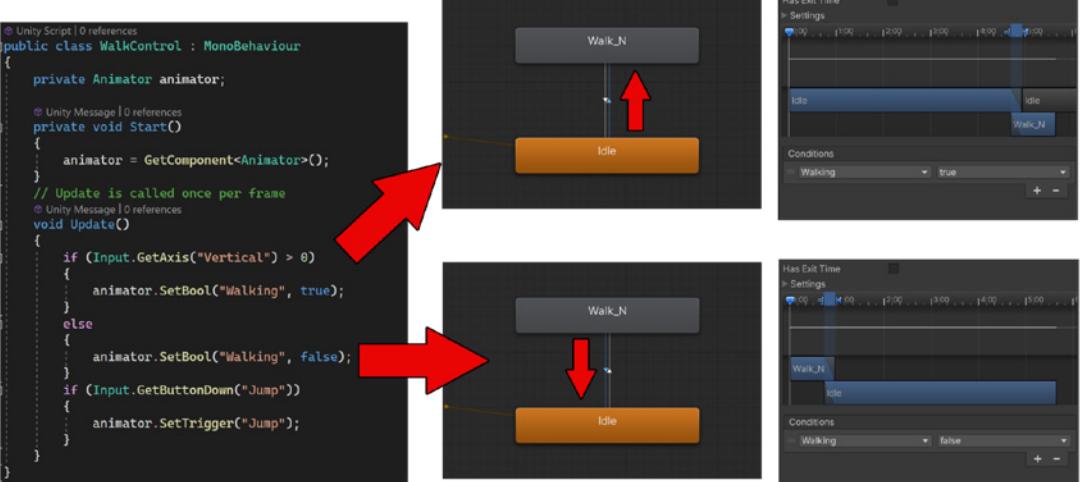 Unity Script | 0 references
public class WalkControl : MonoBehaviour
{
private Animator animator;
Unity Message | 0 references
private void Start()
{
animator = GetComponent<Animator>();
}
// Update is called once per frame
Unity Message | 0 references
void Update()
{
if (Input.GetAxis("Vertical") > 0)
{
animator.SetBool("Walking", true);
}
else
{
animator.SetBool("Walking", false);
}
if (Input.GetButtonDown("Jump"))
{
animator.SetTrigger("Jump");
}
}
}
Walk_N
Idle
Has Exit Time
Settings
1:00 2:00 3:00 4:00 5:00
Idle Idle
Walk_N
Conditions
Walking true
+ -
Walk_N
Idle
Has Exit Time
Settings
2:00 3:00 4:00 5:00
Walk_N
Idle
Conditions
Walking false
+ -